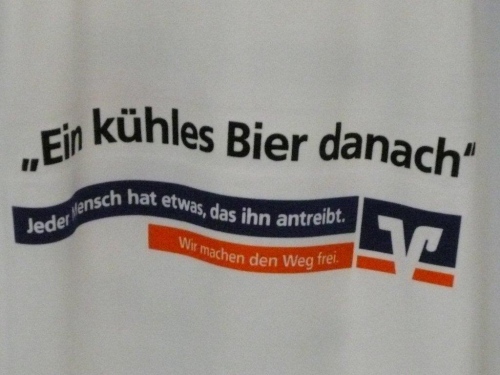 „Ein kühles Bier danach“
Jeder Mensch hat etwas, das ihn antreibt.
Wir machen den Weg frei.